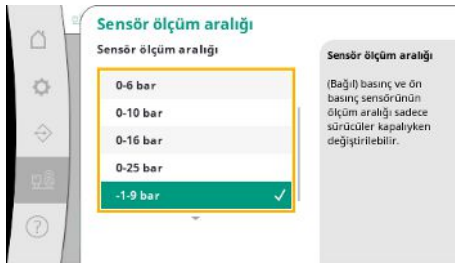 Sensör ölçüm aralığı
Sensör ölçüm aralığı
0-6 bar
0-10 bar
0-16 bar
0-25 bar
-1-9 bar
Sensör ölçüm aralığı
(Bağıl) basınç ve ön
basınç sensörünün
ölçüm aralığı sadece
sürücüler kapalıyken
değiştirilebilir.